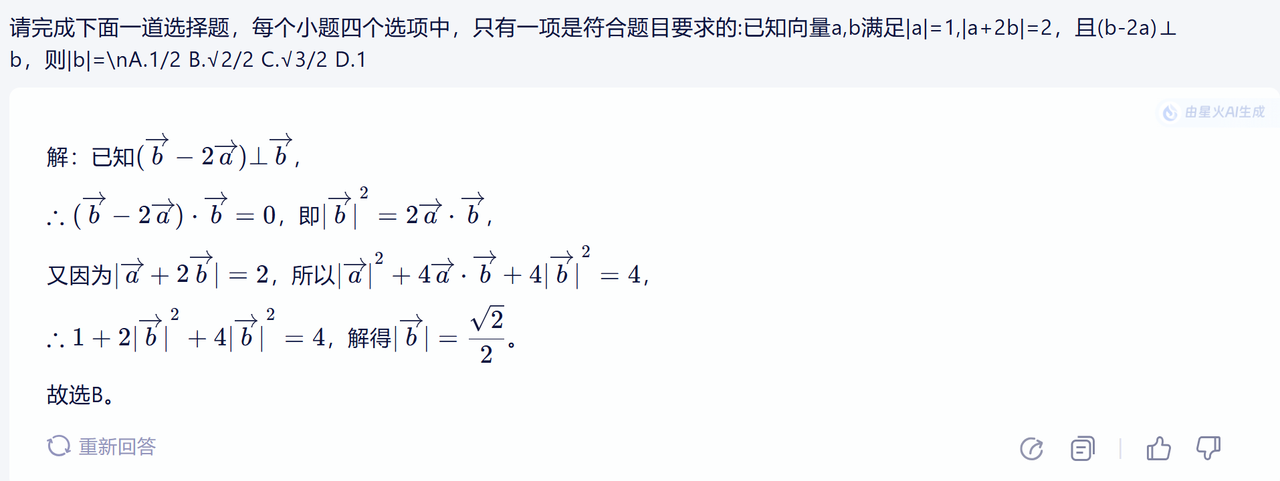 请完成下面一道选择题，每个小题四个选项中，只有一项是符合题目要求的:已知向量a,b满足|a|=1,|a+2b|=2，且(b-2a)⊥
b，则|b|=\nA.1/2 B.√2/2 C.√3/2 D.1
由星火AI生成
解：已知(\overrightarrow{b} − 2\overrightarrow{a})⊥\overrightarrow{b}，
∴ (\overrightarrow{b} − 2\overrightarrow{a}) · \overrightarrow{b} = 0，即|\overrightarrow{b}|^2 = 2\overrightarrow{a} · \overrightarrow{b}，
又因为|\overrightarrow{a} + 2\overrightarrow{b}| = 2，所以|\overrightarrow{a}|^2 + 4\overrightarrow{a} · \overrightarrow{b} + 4|\overrightarrow{b}|^2 = 4，
∴ 1 + 2|\overrightarrow{b}|^2 + 4|\overrightarrow{b}|^2 = 4，解得|\overrightarrow{b}| = \frac{\sqrt{2}}{2}。
故选B。
重新回答